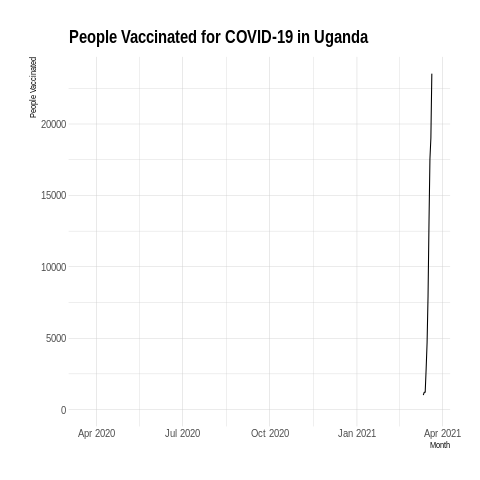 People Vaccinated for COVID-19 in Uganda
People Vaccinated
20000
15000
10000
5000
0
Apr 2020 Jul 2020 Oct 2020 Jan 2021 Apr 2021
Month